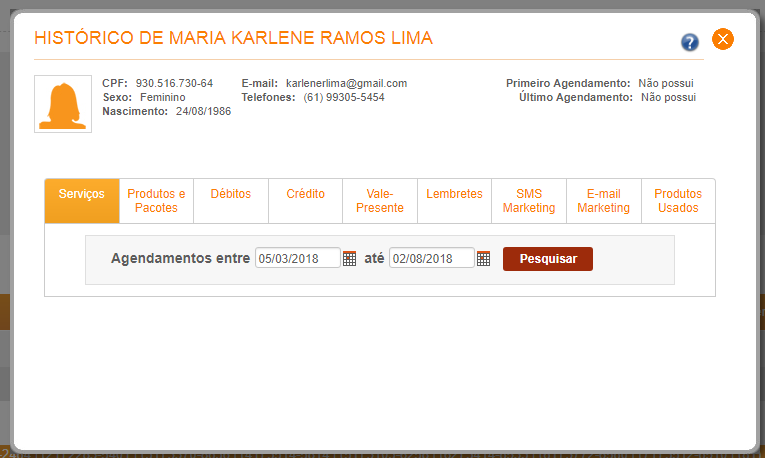 HISTÓRICO DE MARIA KARLENE RAMOS LIMA
?
CPF: 930.516.730-64 E-mail: karlenerlima@gmail.com Primeiro Agendamento: Não possui
Sexo: Feminino Telefones: (61) 99305-5454 Último Agendamento: Não possui
Nascimento: 24/08/1986
Serviços Produtos e Débitos Crédito Vale- Lembretes SMS E-mail Produtos
Pacotes Presente Marketing Marketing Usados
Agendamentos entre 05/03/2018 até 02/08/2018 Pesquisar